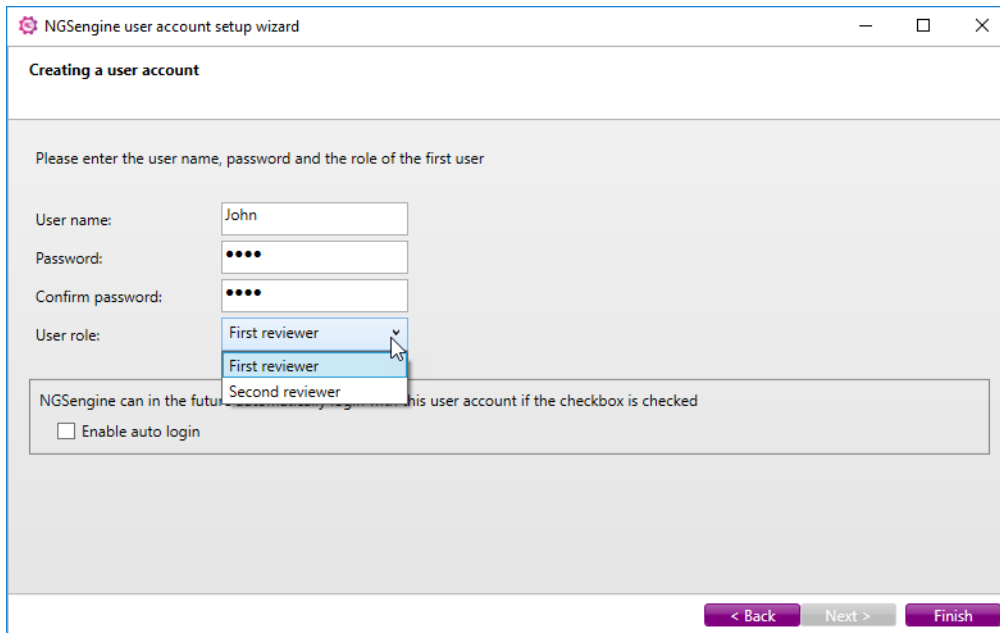 NGSengine user account setup wizard
Creating a user account
Please enter the user name, password and the role of the first user
User name: John
Password: ••••
Confirm password: ••••
User role: First reviewer
First reviewer
Second reviewer
NGSengine can in the this user account if the checkbox is checked
Enable auto login
< Back Next > Finish